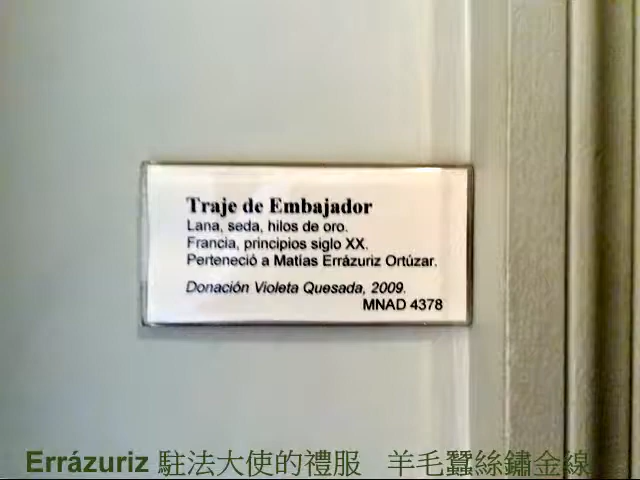 Traje de Embajador
Lana, seda, hilos de oro.
Francia, principios siglo XX.
Perteneció a Matías Errázuriz Ortúzar.
Donación Violeta Quesada, 2009.
MNAD 4378
Errázuriz 駐法大使的禮服 羊毛蠶絲鏽金線